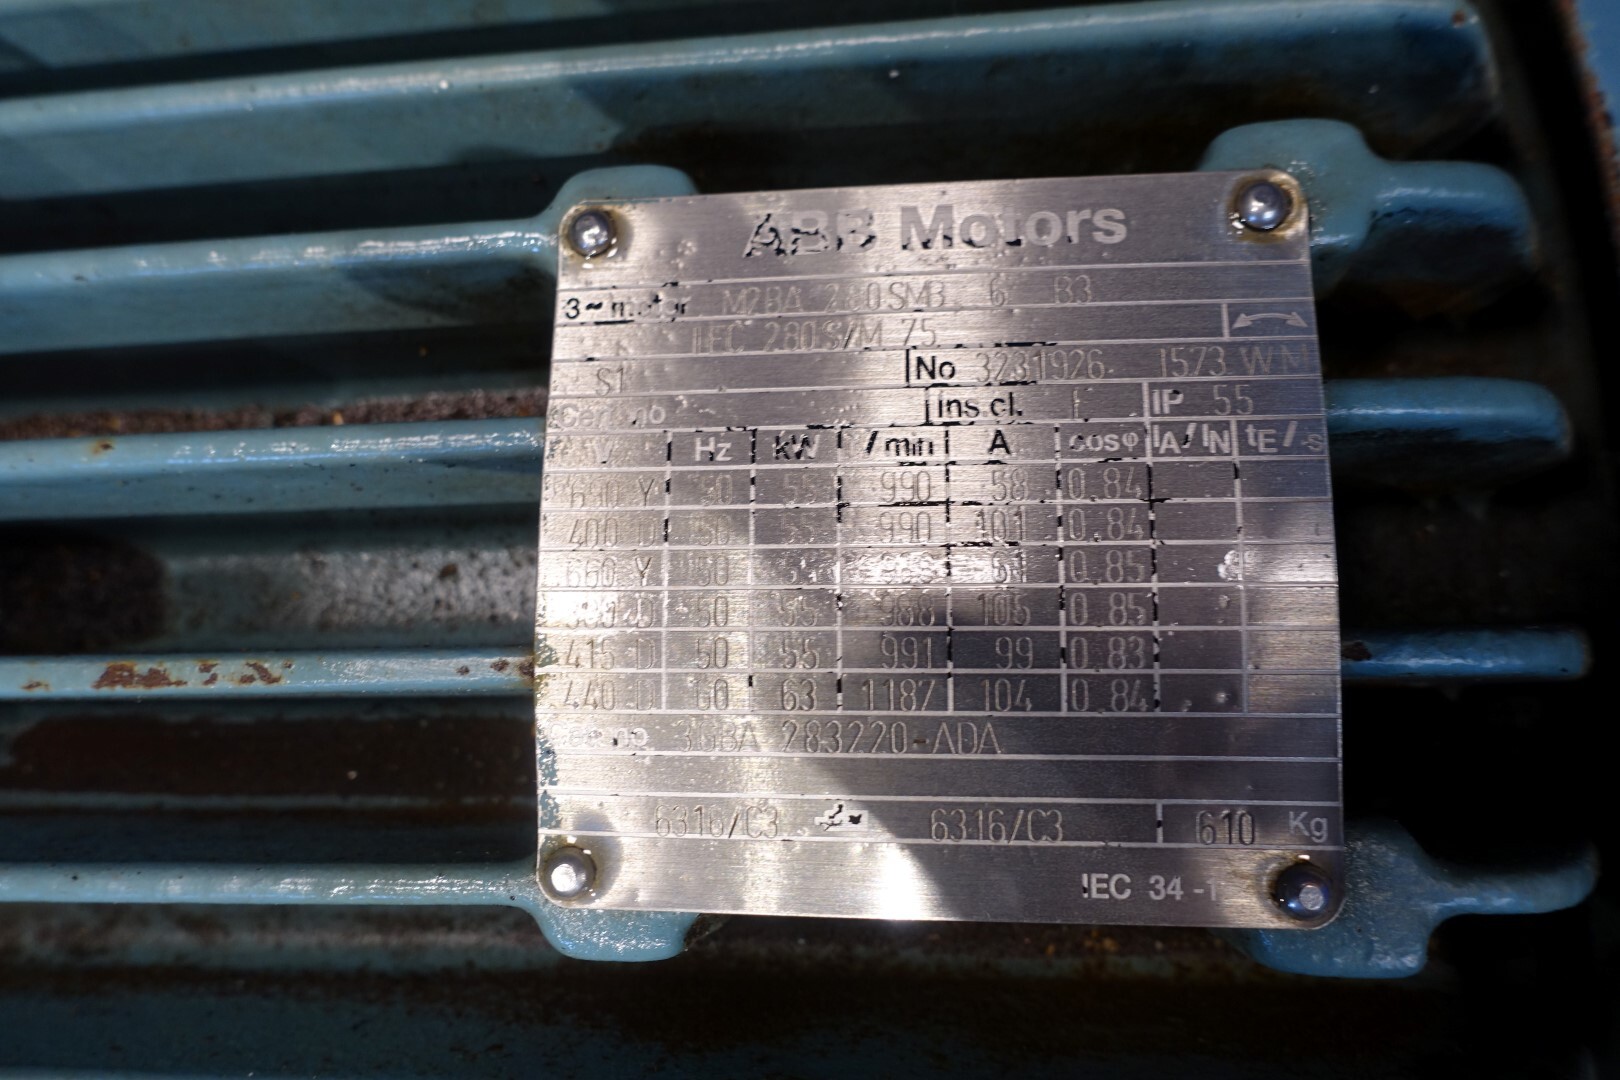 ABB Motors
3~ motor M2BA 280 SMB 6 B3
IEC 280 S/M 75
S1 No 3231926 1573 WM
Cert.no Ins.cl. F IP 55
V Hz kW r/min A cosφ IA/IN tE/s
690 Y 50 55 990 58 0.84
400 D 50 55 990 101 0.84
660 Y 50 61 0.85
D 50 55 988 105 0.85
415 D 50 55 991 99 0.83
440 D 60 63 1187 104 0.84
3GBA 283220-ADA
6316/C3 6316/C3 610 Kg
IEC 34-1